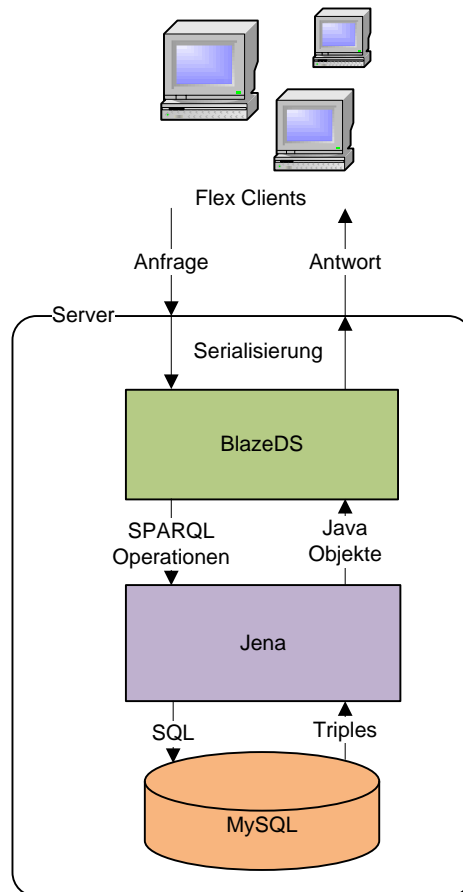 Flex Clients
Anfrage
Antwort
Server
Serialisierung
BlazeDS
SPARQL
Operationen
Java
Objekte
Jena
SQL
Triples
MySQL